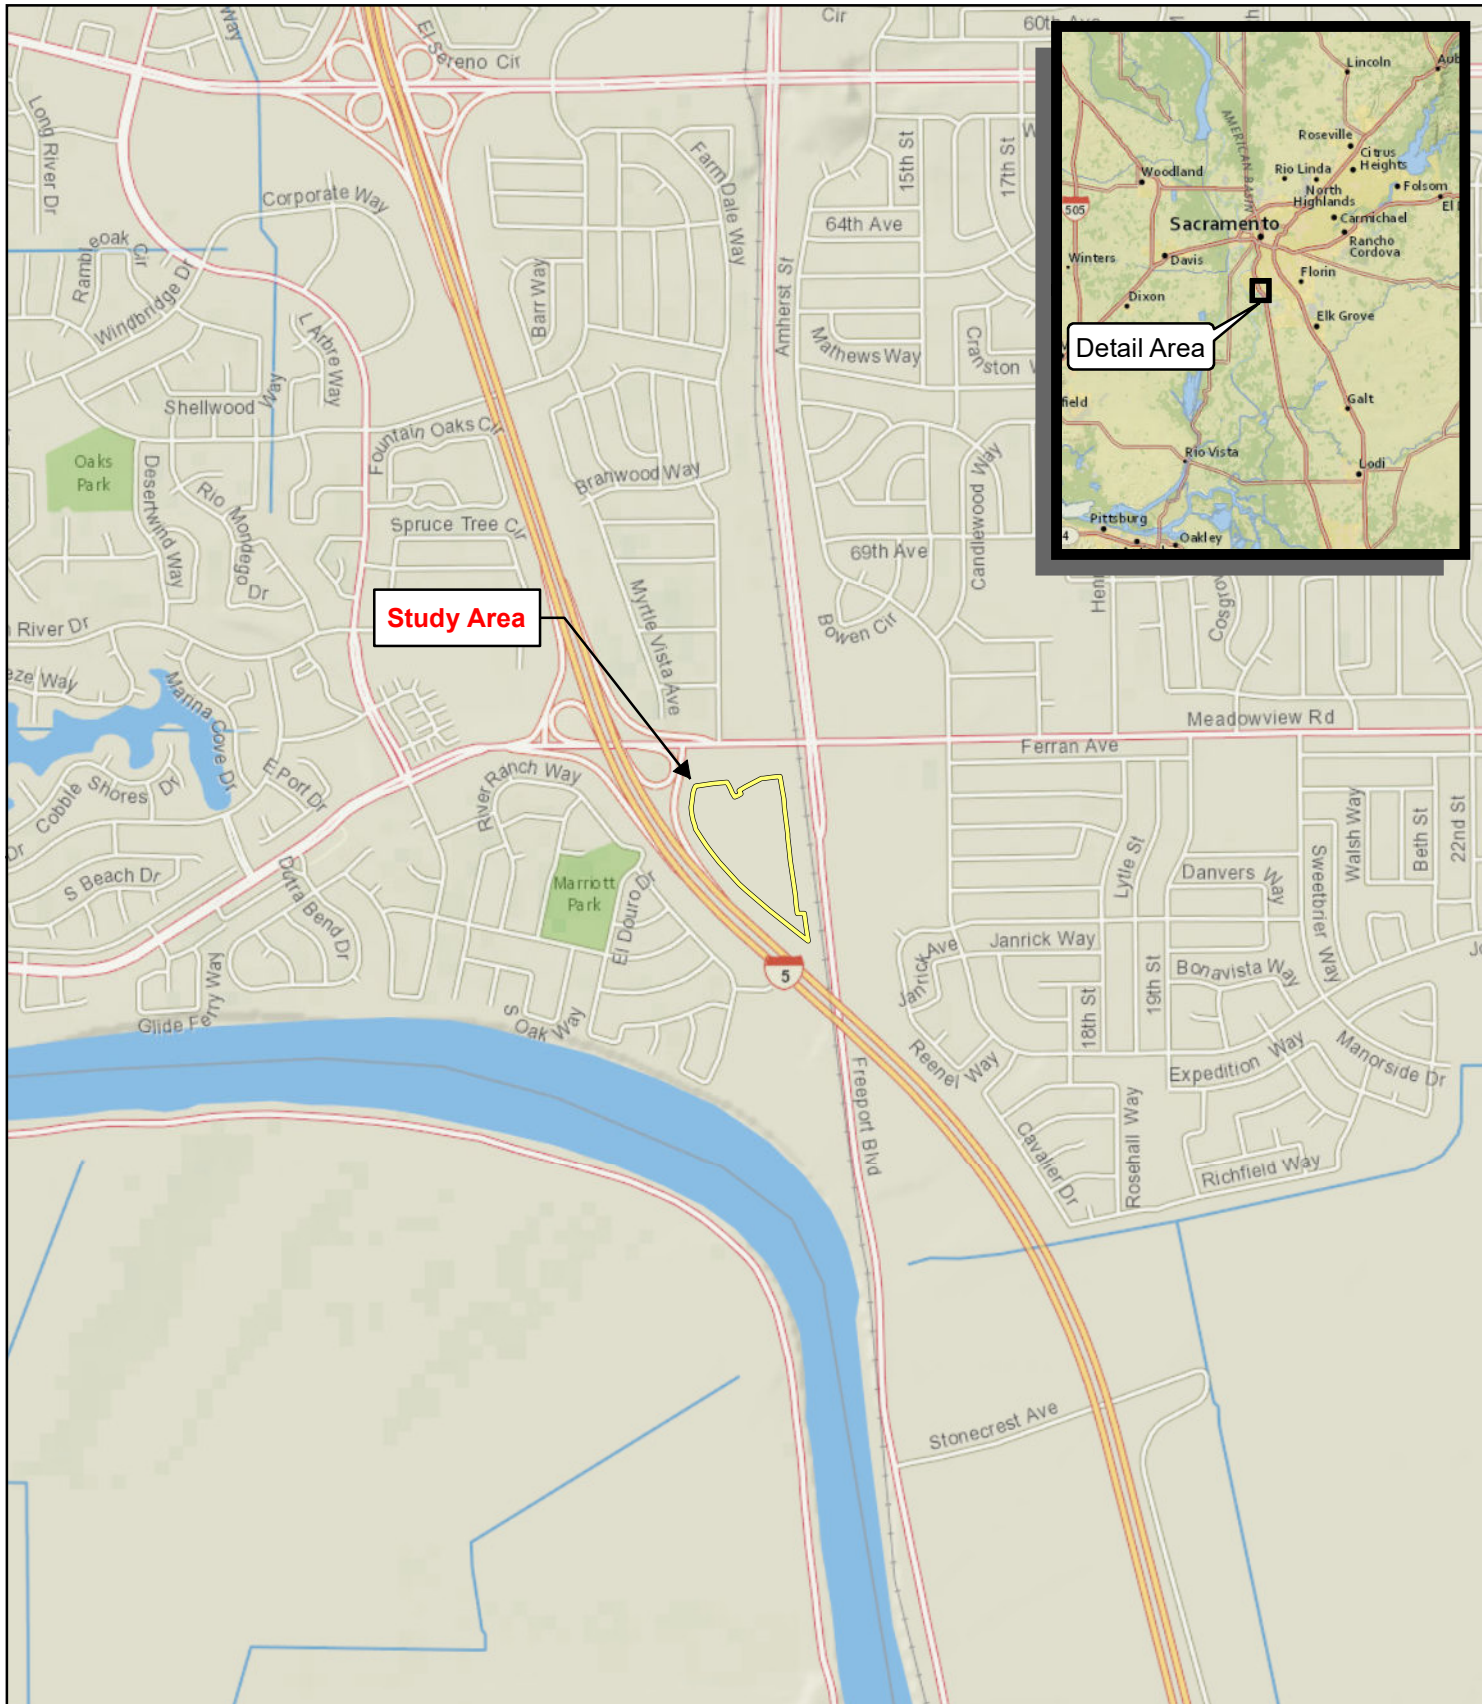 Way
El Sereno Cir
Cir
60th Ave
Long River Dr
Corporate Way
Farm Dale Way
15th St
17th St
64th Ave
Rambleoak Cir
Windbridge Dr
L Arbre Way
Barr Way
Amherst St
Mathews Way
Cranston
Shellwood Way
Fountain Oaks Cir
Oaks
Park
Desertwind Way
Rio Mondego Dr
Branwood Way
Candlewood Way
Spruce Tree Cir
69th Ave
Myrtle Vista Ave
Bowen Cir
Study Area
River Dr
Marina Cove Dr
Meadowview Rd
Ferran Ave
E Port Dr
Cobble Shores Dr
Dr
River Ranch Way
S Beach Dr
Dutra Bend Dr
Marriott
Park
El Douro Dr
Lytle St
Danvers Way
Sweetbrier Way
Walsh Way
Beth St
22nd St
Janrick Ave
Janrick Way
Bonavista Way
5
Glide Ferry Way
S Oak Way
18th St
19th St
Reenel Way
Expedition Way
Manorside Dr
Freeport Blvd
Cavalier Dr
Rosehall Way
Richfield Way
Stonecrest Ave
Lincoln
AMERICAN BASIN
Roseville
Citrus
Heights
Woodland
Rio Linda
North
Highlands
Folsom
505
Sacramento
Carmichael
Rancho
Cordova
Winters
Davis
Florin
Dixon
Elk Grove
Detail Area
Galt
Rio Vista
Lodi
Pittsburg
4
Oakley